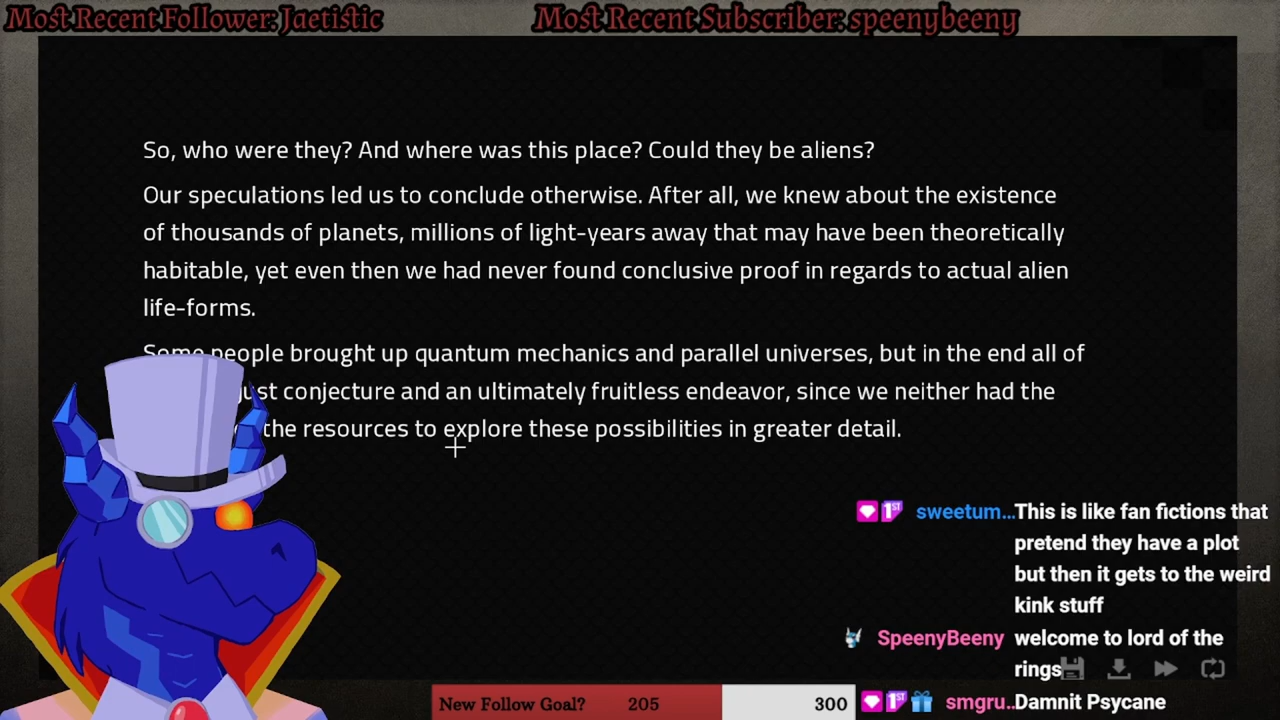 Most Recent Follower: Jaetistic
Most Recent Subscriber: speenybeeny
So, who were they? And where was this place? Could they be aliens?
Our speculations led us to conclude otherwise. After all, we knew about the existence
of thousands of planets, millions of light-years away that may have been theoretically
habitable, yet even then we had never found conclusive proof in regards to actual alien
life-forms.
Some people brought up quantum mechanics and parallel universes, but in the end all of
just conjecture and an ultimately fruitless endeavor, since we neither had the
the resources to explore these possibilities in greater detail.
sweetum... This is like fan fictions that
pretend they have a plot
but then it gets to the weird
kink stuff
SpeenyBeeny welcome to lord of the
rings
smgru... Damnit Psycane
New Follow Goal? 205 300